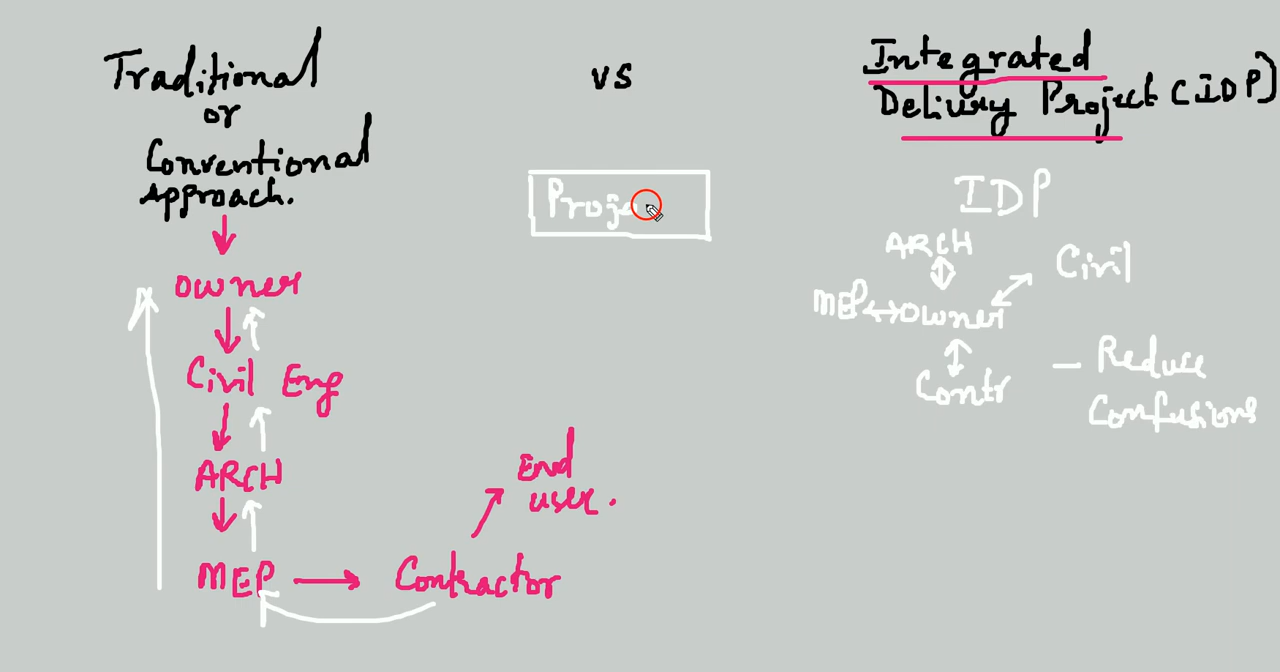 Traditional
or
Conventional
Approach.
owner
Civil Eng
ARCH
MEP
Contractor
End
user.
vs
Proje
Integrated
Delivery Project (IDP)
IDP
ARCH
Civil
MEP
Owner
Contr
- Reduce
Confusions